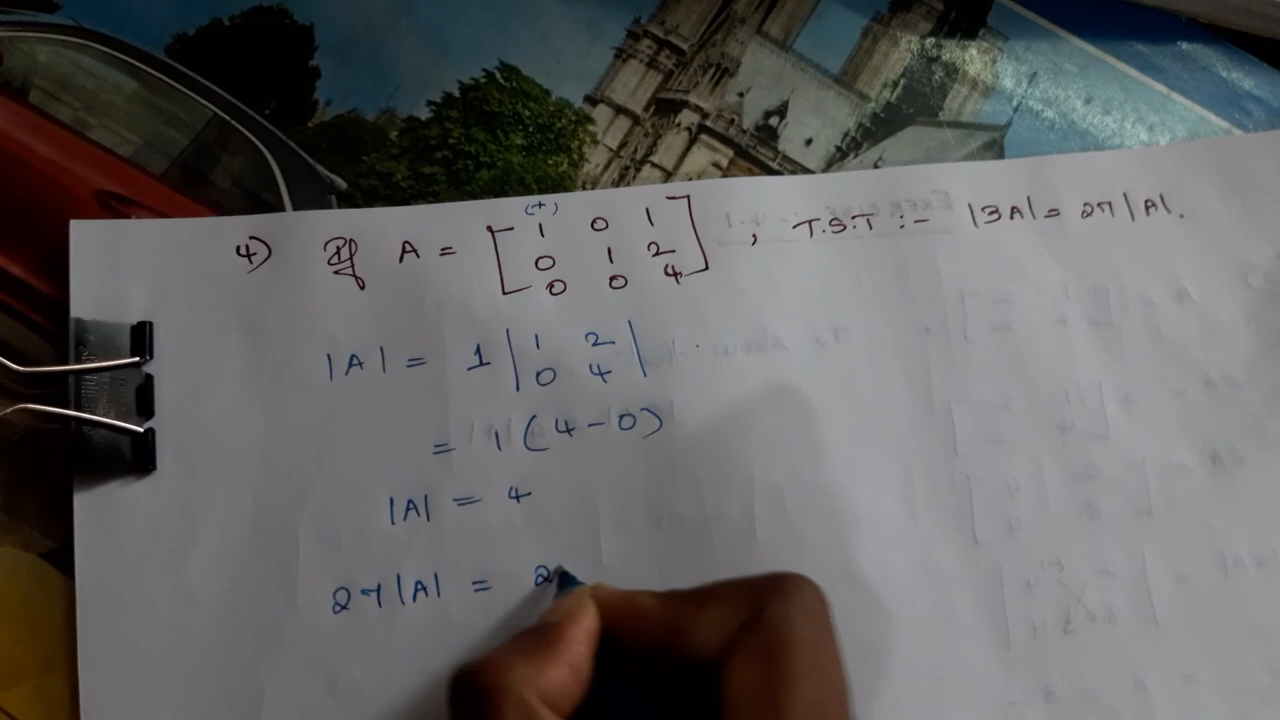 4) If A = [ 1 0 1 , T.S.T :- |3A| = 27|A|.
(+)
0 1 2
0 0 4 ]
|A| = 1 | 1 2 |
0 4
= 1 (4-0)
|A| = 4
27|A| = 2